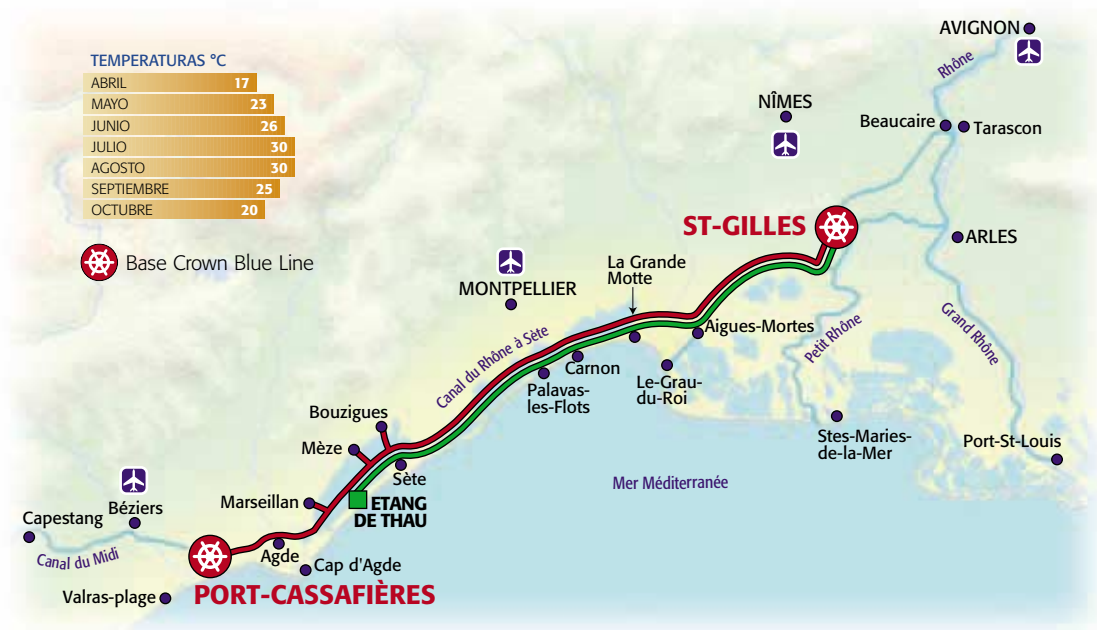 AVIGNON
Rhône
TEMPERATURAS °C
ABRIL 17
MAYO 23
JUNIO 26
JULIO 30
AGOSTO 30
SEPTIEMBRE 25
OCTUBRE 20
NÎMES
Beaucaire
Tarascon
ST-GILLES
ARLES
Base Crown Blue Line
La Grande
Motte
MONTPELLIER
Canal du Rhône à Sète
Aigues-Mortes
Petit Rhône
Grand Rhône
Carnon
Palavas-
les-Flots
Le-Grau-
du-Roi
Bouzigues
Mèze
Stes-Maries-
de-la-Mer
Port-St-Louis
Sète
Mer Méditerranée
Marseillan
ETANG
DE THAU
Béziers
Capestang
Canal du Midi
Agde
Cap d'Agde
Valras-plage
PORT-CASSAFIÈRES